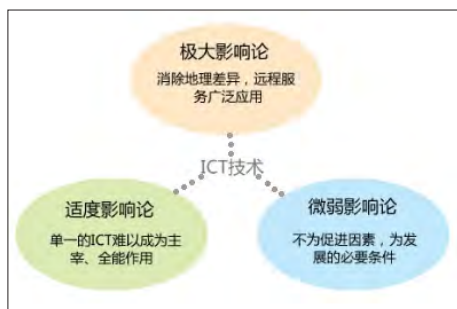 极大影响论
消除地理差异，远程服
务广泛应用
ICT技术
适度影响论
单一的ICT难以成为主
宰、全能作用
微弱影响论
不为促进因素，为发
展的必要条件